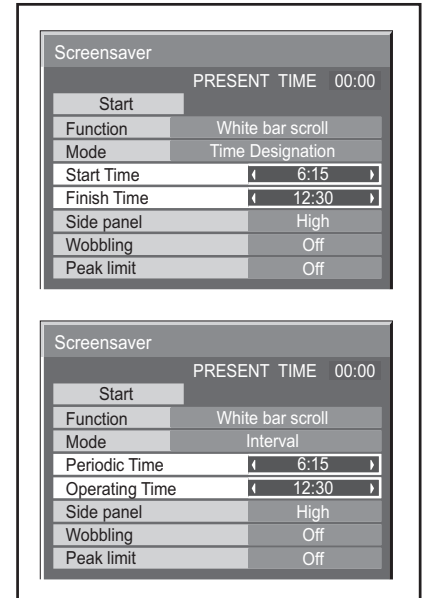 Screensaver
PRESENT TIME 00:00
Start
Function White bar scroll
Mode Time Designation
Start Time 6:15
Finish Time 12:30
Side panel High
Wobbling Off
Peak limit Off
Screensaver
PRESENT TIME 00:00
Start
Function White bar scroll
Mode Interval
Periodic Time 6:15
Operating Time 12:30
Side panel High
Wobbling Off
Peak limit Off